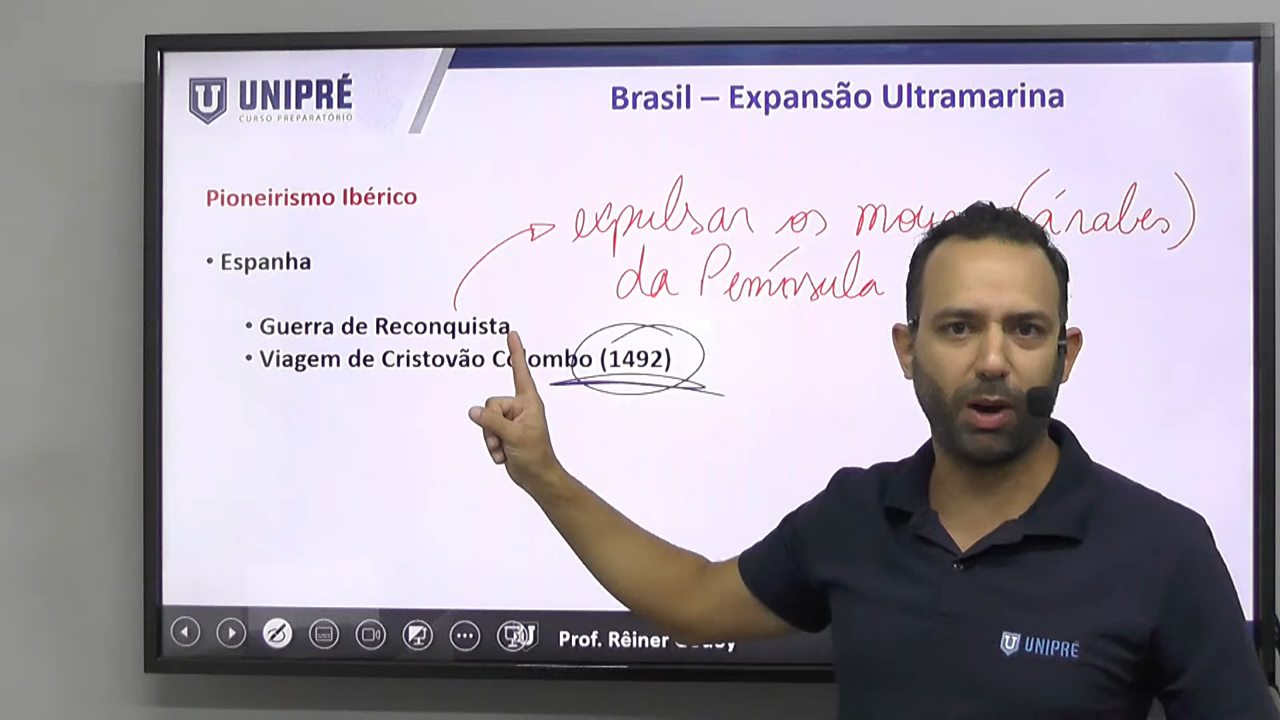 UNIPRÉ
CURSO PREPARATÓRIO
Brasil – Expansão Ultramarina
Pioneirismo Ibérico
expulsar os (árabes)
da Península
• Espanha
• Guerra de Reconquista
• Viagem de Cristovão Colombo (1492)
Prof. Rêiner
UNIPRÉ